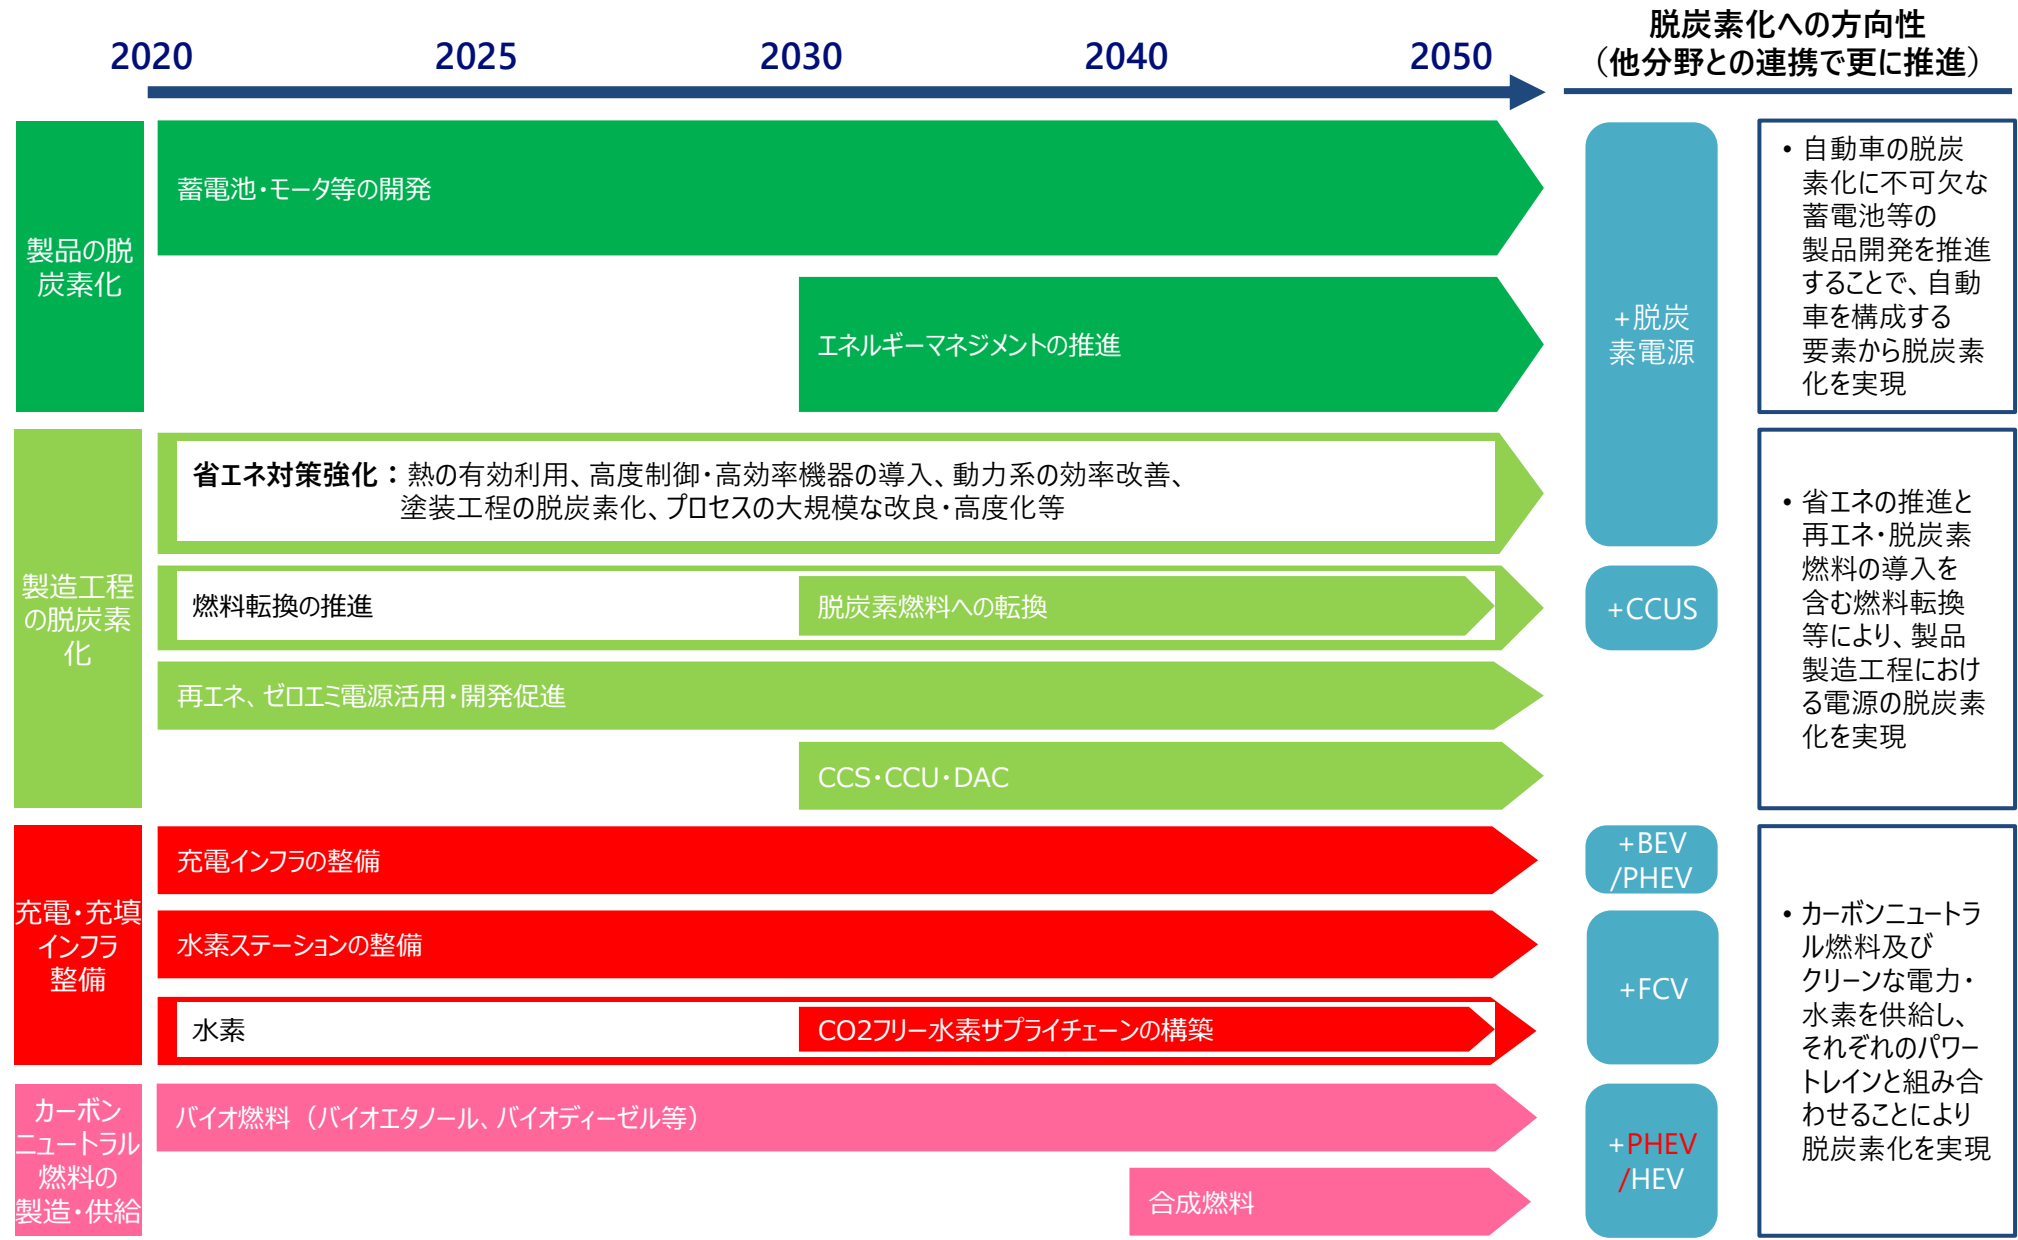 脱炭素化への方向性
（他分野との連携で更に推進）
2020 2025 2030 2040 2050
製品の脱
炭素化
蓄電池・モータ等の開発
エネルギーマネジメントの推進
+脱炭
素電源
• 自動車の脱炭
素化に不可欠な
蓄電池等の
製品開発を推進
することで、自動
車を構成する
要素から脱炭素
化を実現
製造工程
の脱炭素
化
省エネ対策強化：熱の有効利用、高度制御・高効率機器の導入、動力系の効率改善、
塗装工程の脱炭素化、プロセスの大規模な改良・高度化等
燃料転換の推進
脱炭素燃料への転換
再エネ、ゼロエミ電源活用・開発促進
CCS・CCU・DAC
+CCUS
• 省エネの推進と
再エネ・脱炭素
燃料の導入を
含む燃料転換
等により、製品
製造工程におけ
る電源の脱炭素
化を実現
充電・充填
インフラ
整備
充電インフラの整備
水素ステーションの整備
水素
CO2フリー水素サプライチェーンの構築
+BEV
/PHEV
+FCV
カーボン
ニュートラル
燃料の
製造・供給
バイオ燃料（バイオエタノール、バイオディーゼル等）
合成燃料
+PHEV
/HEV
• カーボンニュートラ
ル燃料及び
クリーンな電力・
水素を供給し、
それぞれのパワー
トレインと組み合
わせることにより
脱炭素化を実現